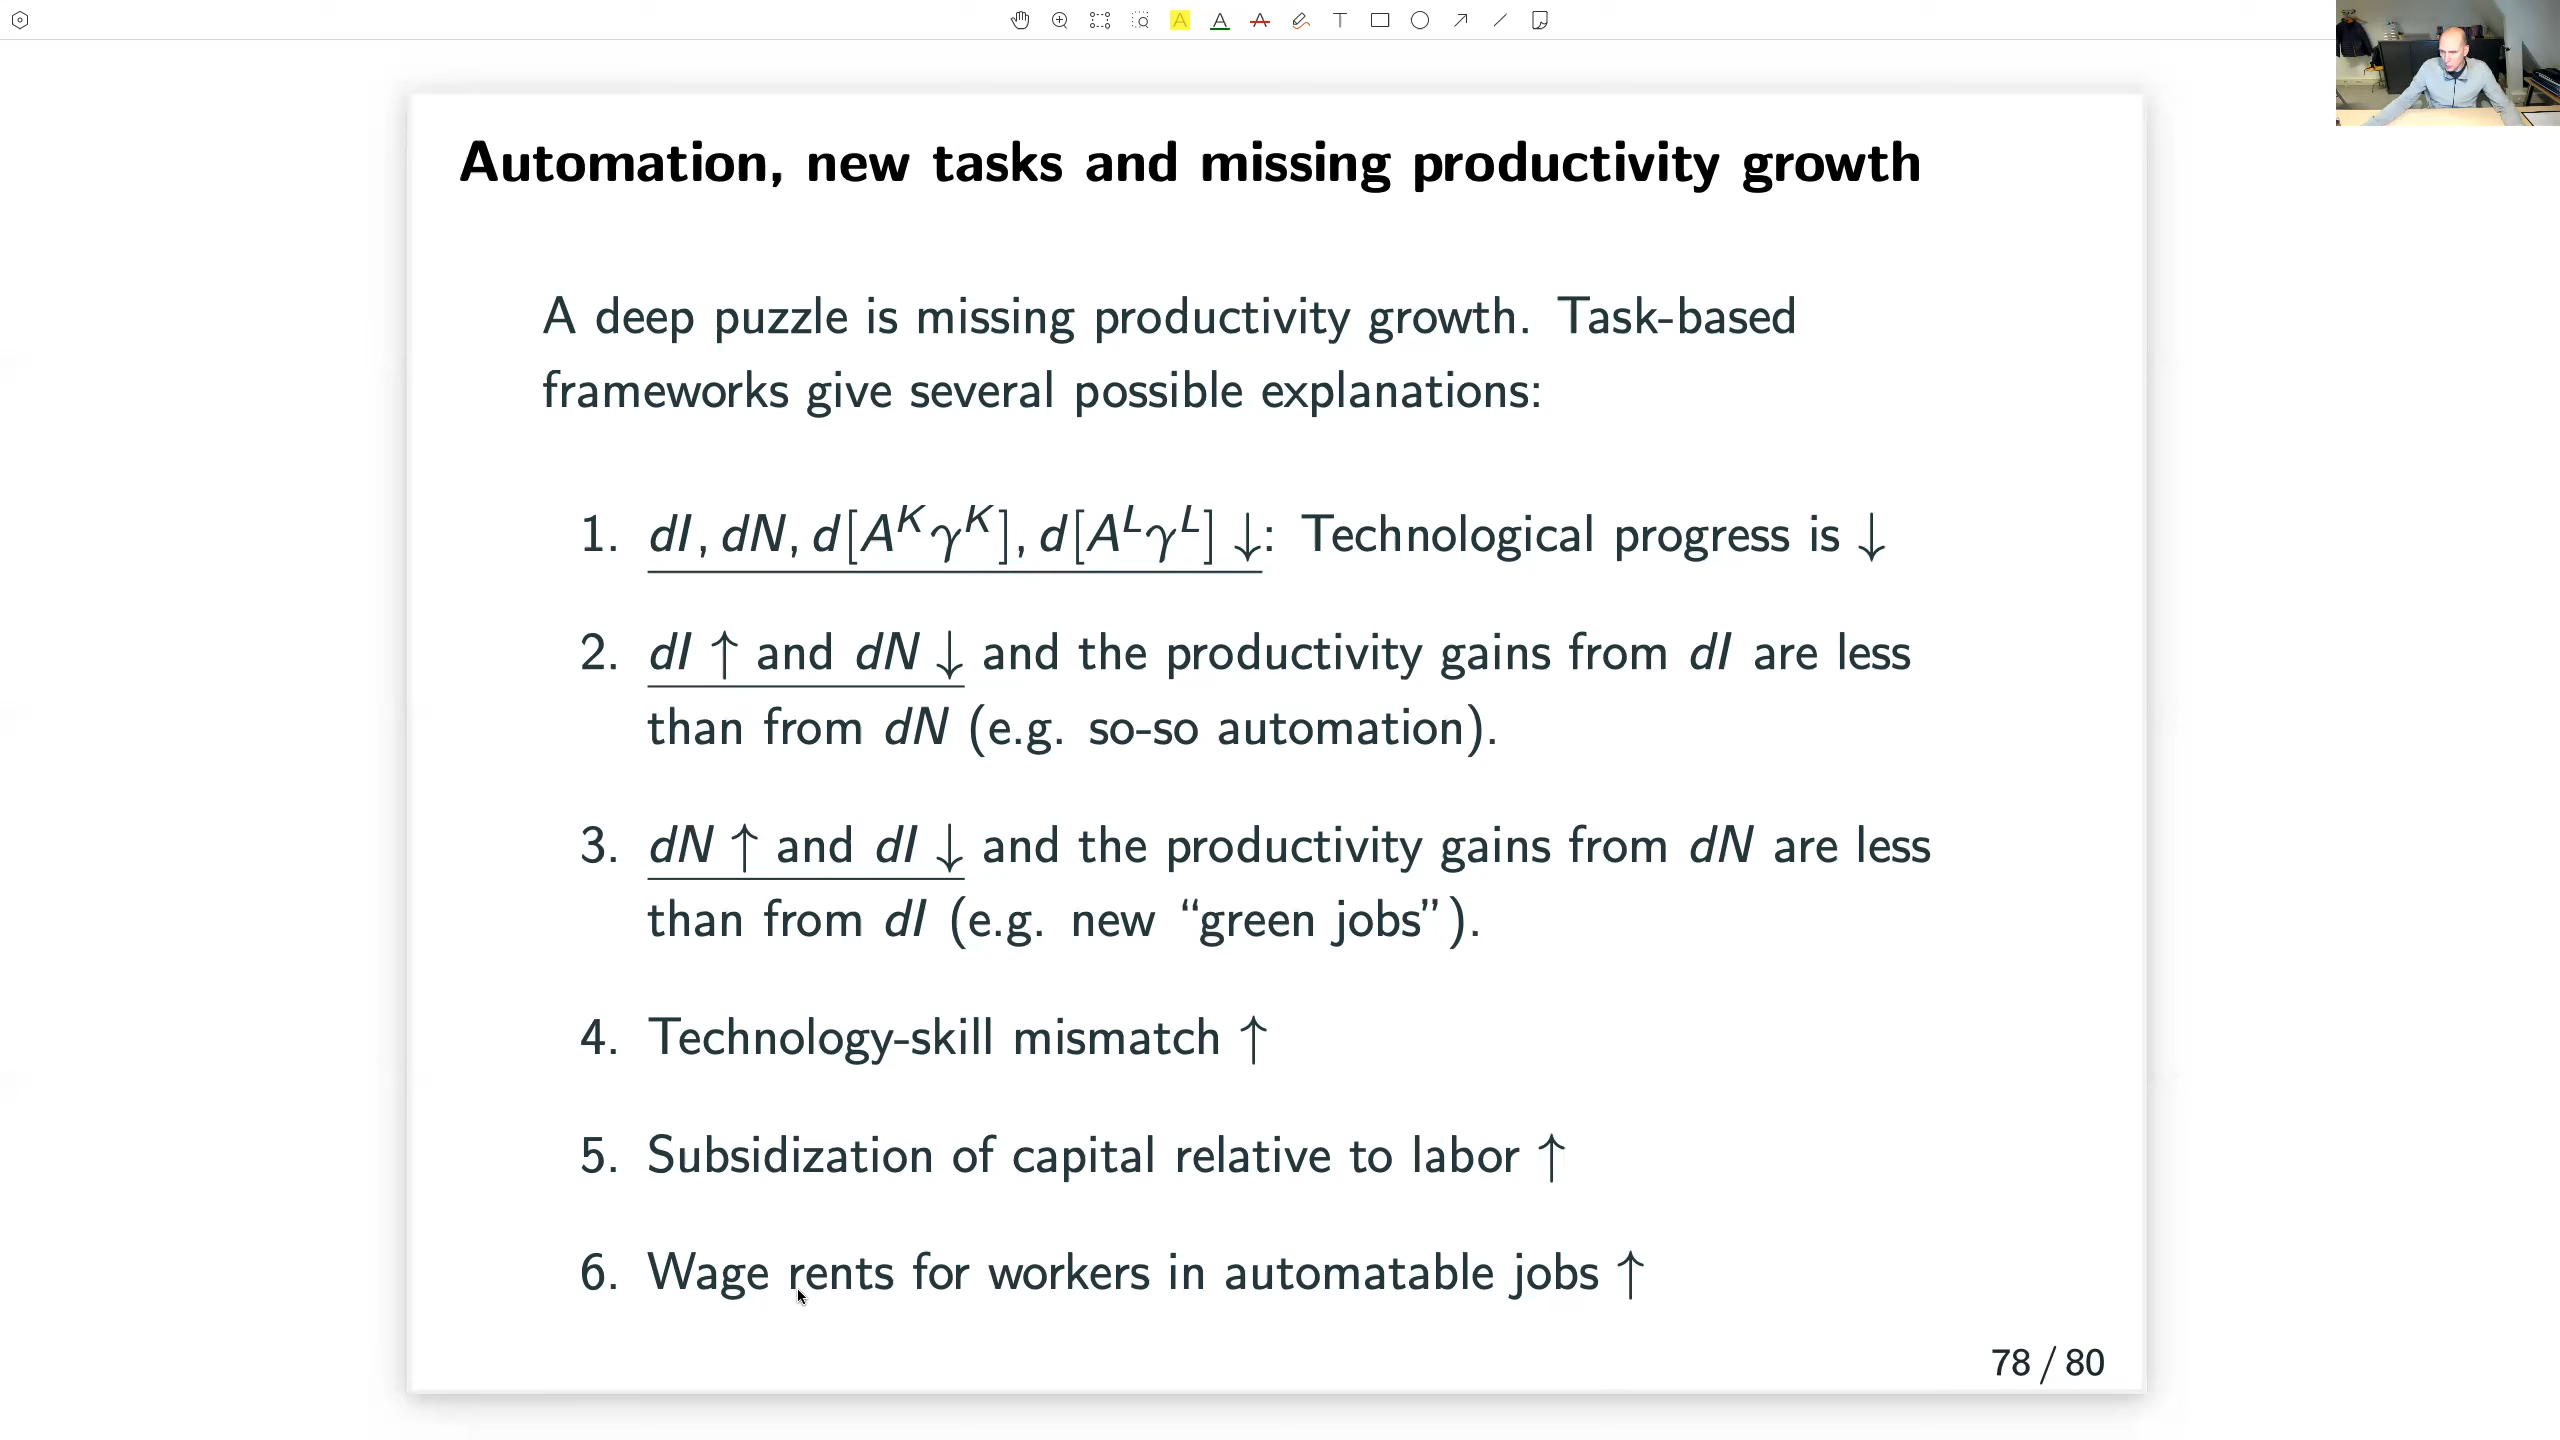 Automation, new tasks and missing productivity growth
A deep puzzle is missing productivity growth. Task-based
frameworks give several possible explanations:
1. dI, dN, d[A^K γ^K], d[A^L γ^L] ↓: Technological progress is ↓
2. dI ↑ and dN ↓ and the productivity gains from dI are less
than from dN (e.g. so-so automation).
3. dN ↑ and dI ↓ and the productivity gains from dN are less
than from dI (e.g. new “green jobs”).
4. Technology-skill mismatch ↑
5. Subsidization of capital relative to labor ↑
6. Wage rents for workers in automatable jobs ↑
78 / 80